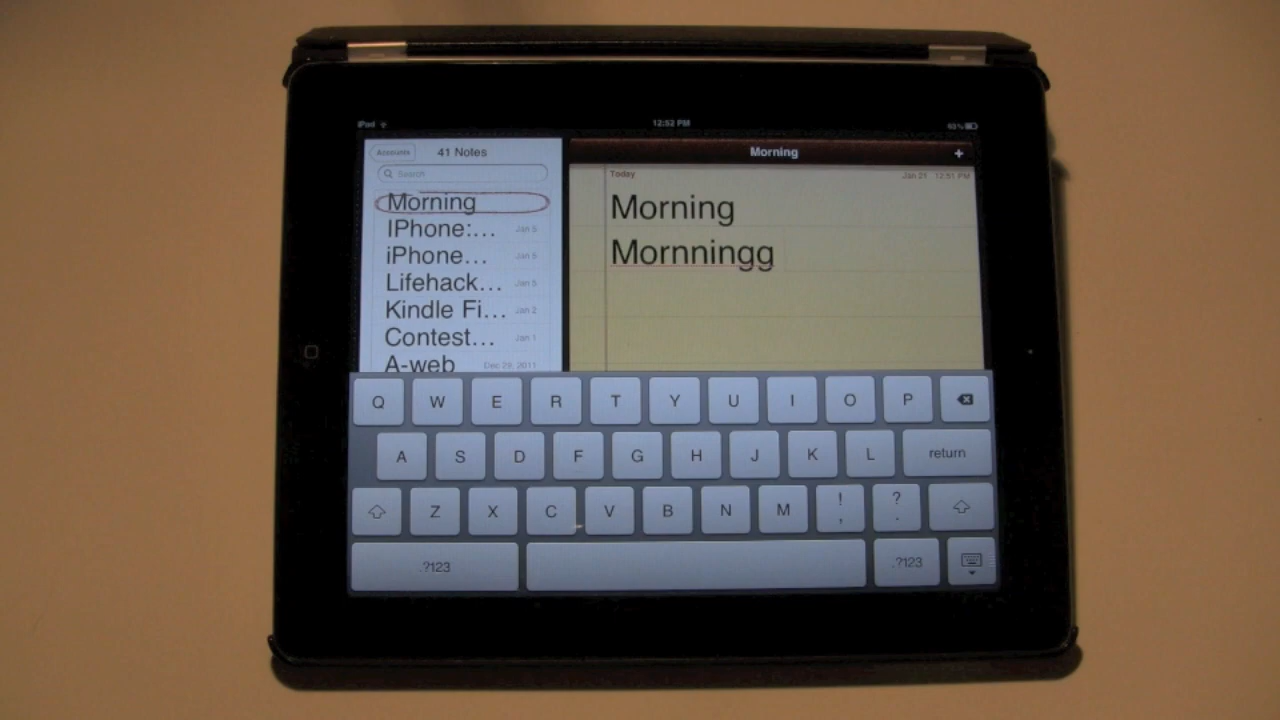 iPod 12:52 PM 93%
Accounts 41 Notes
Search
Morning
IPhone:... Jan 5
iPhone... Jan 5
Lifehack... Jan 5
Kindle Fi... Jan 2
Contest... Jan 1
A-web Dec 29, 2011
Morning +
Today Jan 21 12:51 PM
Morning
Mornningg
Q W E R T Y U I O P
A S D F G H J K L return
Z X C V B N M ! , ? .
.?123 .?123